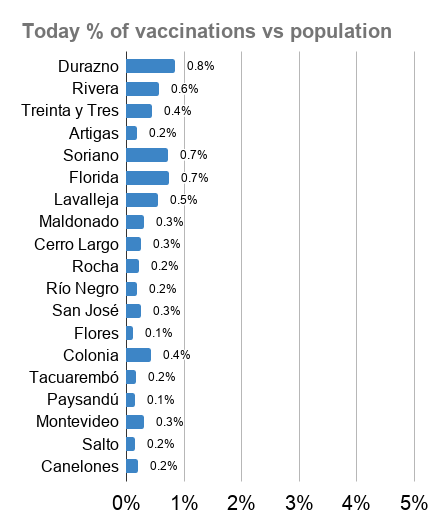 Today % of vaccinations vs population
Durazno 0.8%
Rivera 0.6%
Treinta y Tres 0.4%
Artigas 0.2%
Soriano 0.7%
Florida 0.7%
Lavalleja 0.5%
Maldonado 0.3%
Cerro Largo 0.3%
Rocha 0.2%
Río Negro 0.2%
San José 0.3%
Flores 0.1%
Colonia 0.4%
Tacuarembó 0.2%
Paysandú 0.1%
Montevideo 0.3%
Salto 0.2%
Canelones 0.2%
0% 1% 2% 3% 4% 5%